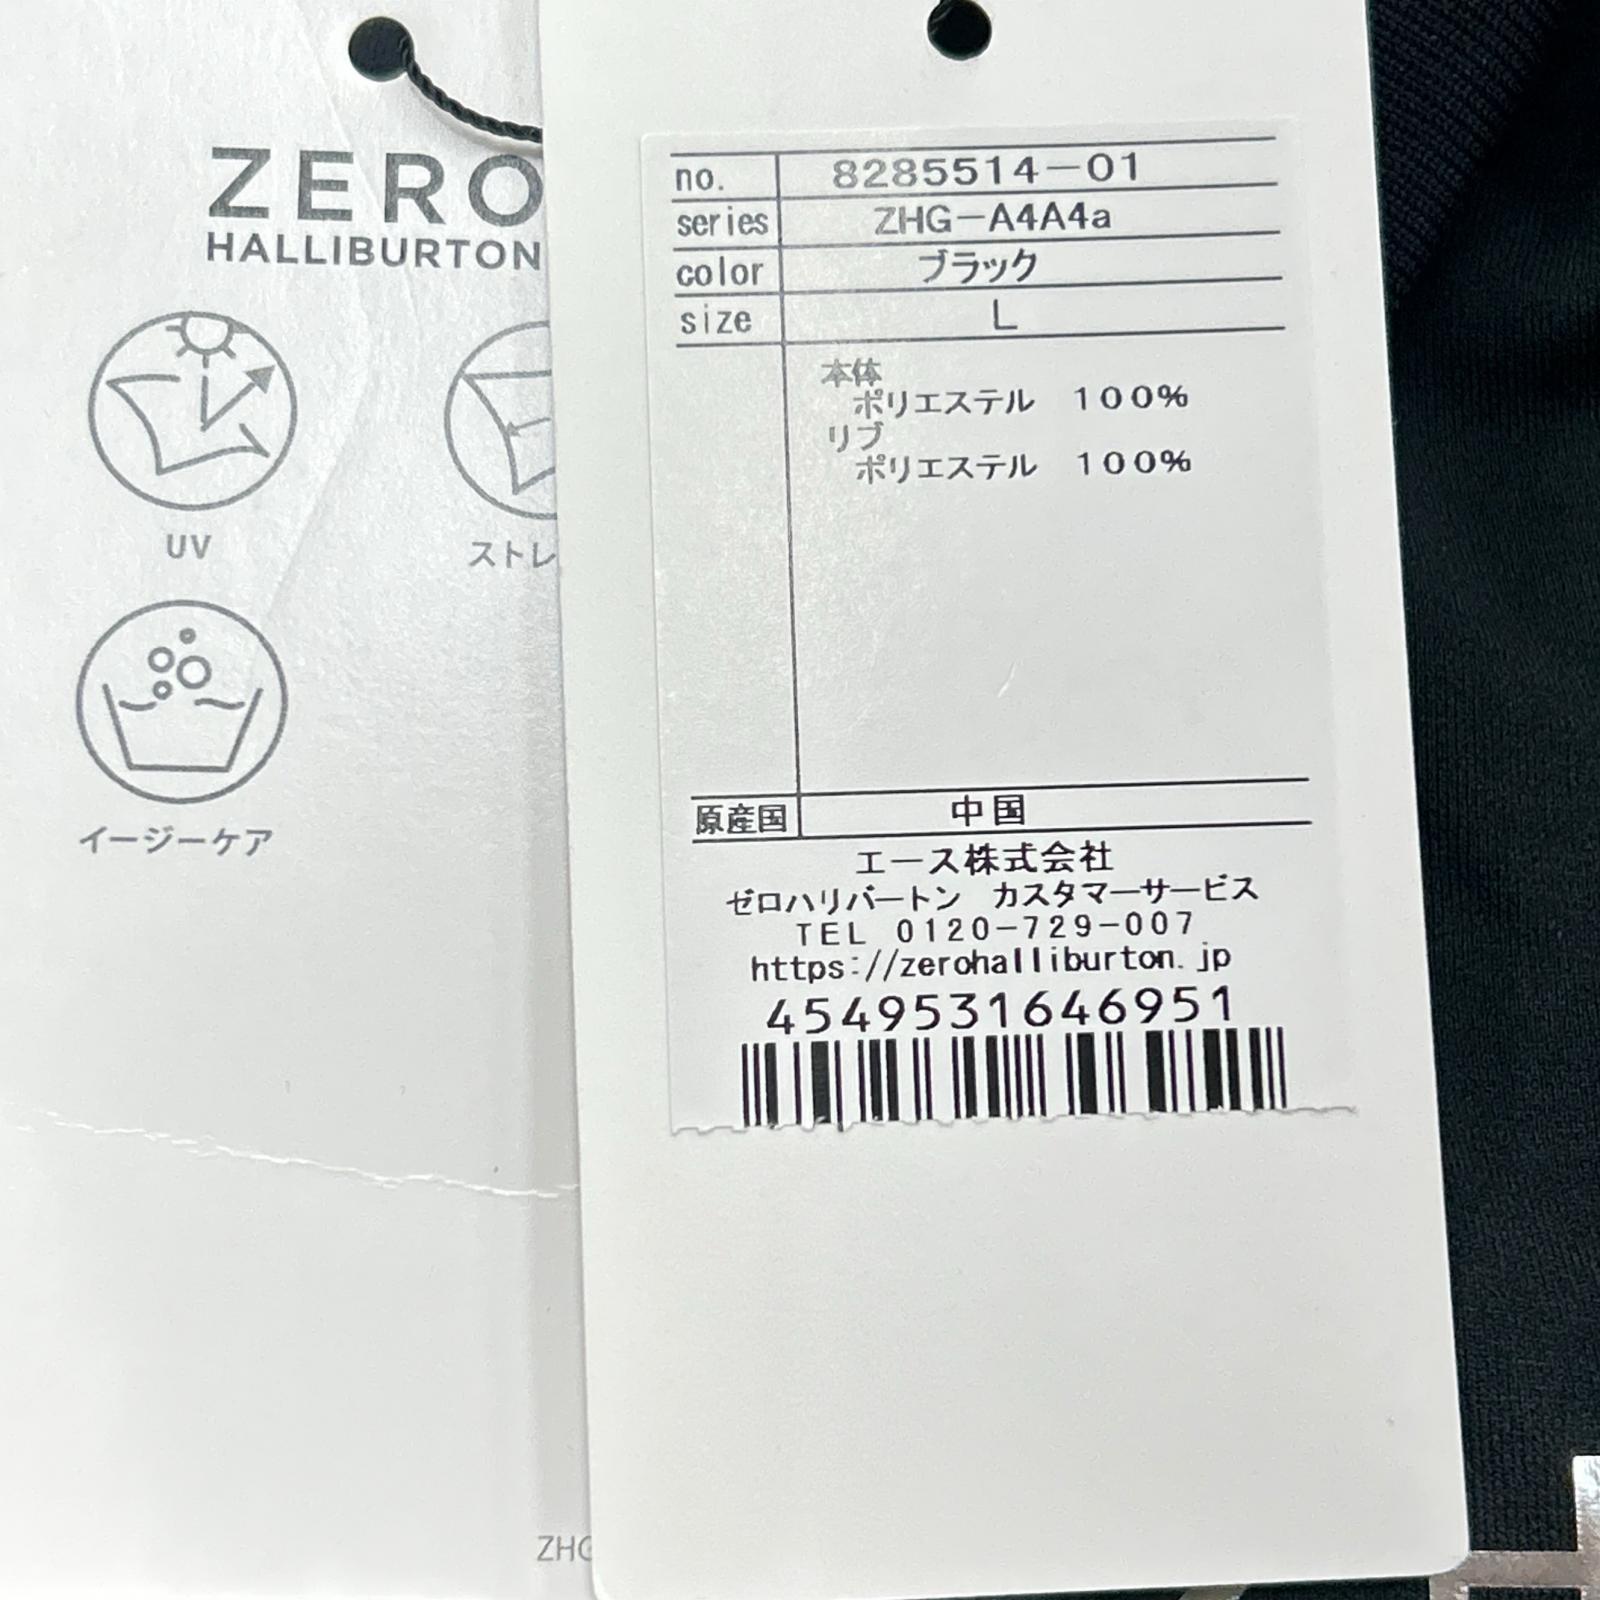 ZERO
HALLIBURTON
UV
ストレ
イージーケア
ZHG
no. 8285514-01
series ZHG-A4A4a
color ブラック
size L
本体
ポリエステル 100%
リブ
ポリエステル 100%
原産国 中国
エース株式会社
ゼロハリバートン カスタマーサービス
TEL 0120-729-007
https://zerohalliburton.jp
4549531646951